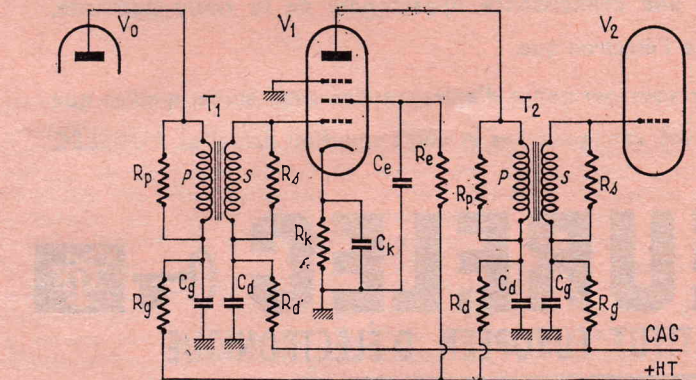 V₀
V₁
V₂
T₁
T₂
Rp
P
S
Rs
Ce
Re
Rp
P
S
Rs
Rk
Ck
Rg
Cg
Cd
Rd
Rd
Cd
Cg
Rg
CAG
+HT